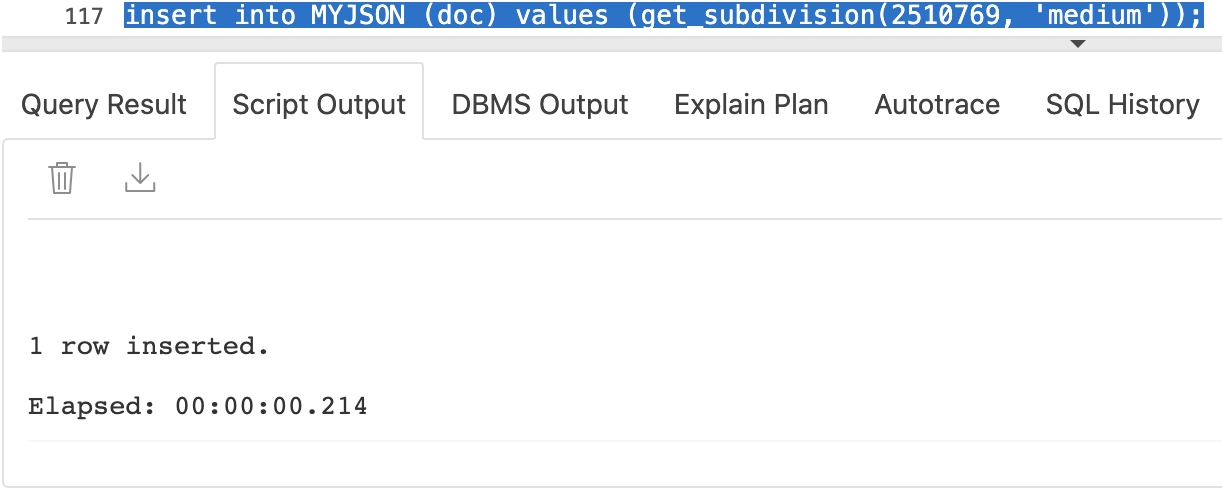 117 insert into MYJSON (doc) values (get_subdivision(2510769, 'medium'));
Query Result Script Output DBMS Output Explain Plan Autotrace SQL History
1 row inserted.
Elapsed: 00:00:00.214